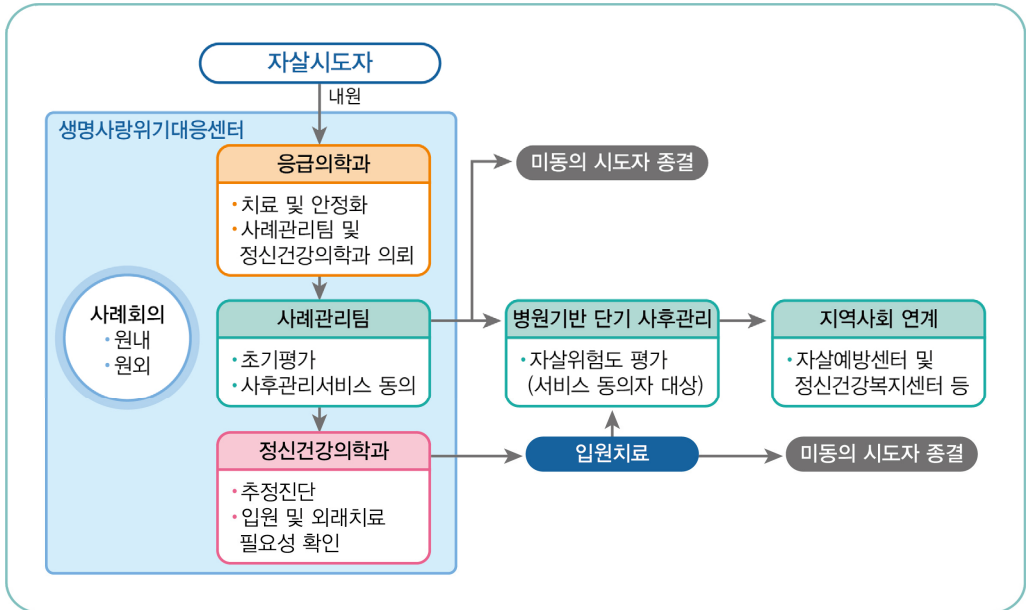 자살시도자
내원
생명사랑위기대응센터
응급의학과
• 치료 및 안정화
• 사례관리팀 및
정신건강의학과 의뢰
미동의 시도자 종결
사례회의
• 원내
• 원외
사례관리팀
• 초기평가
• 사후관리서비스 동의
병원기반 단기 사후관리
• 자살위험도 평가
(서비스 동의자 대상)
지역사회 연계
• 자살예방센터 및
정신건강복지센터 등
정신건강의학과
• 추정진단
• 입원 및 외래치료
필요성 확인
입원치료
미동의 시도자 종결